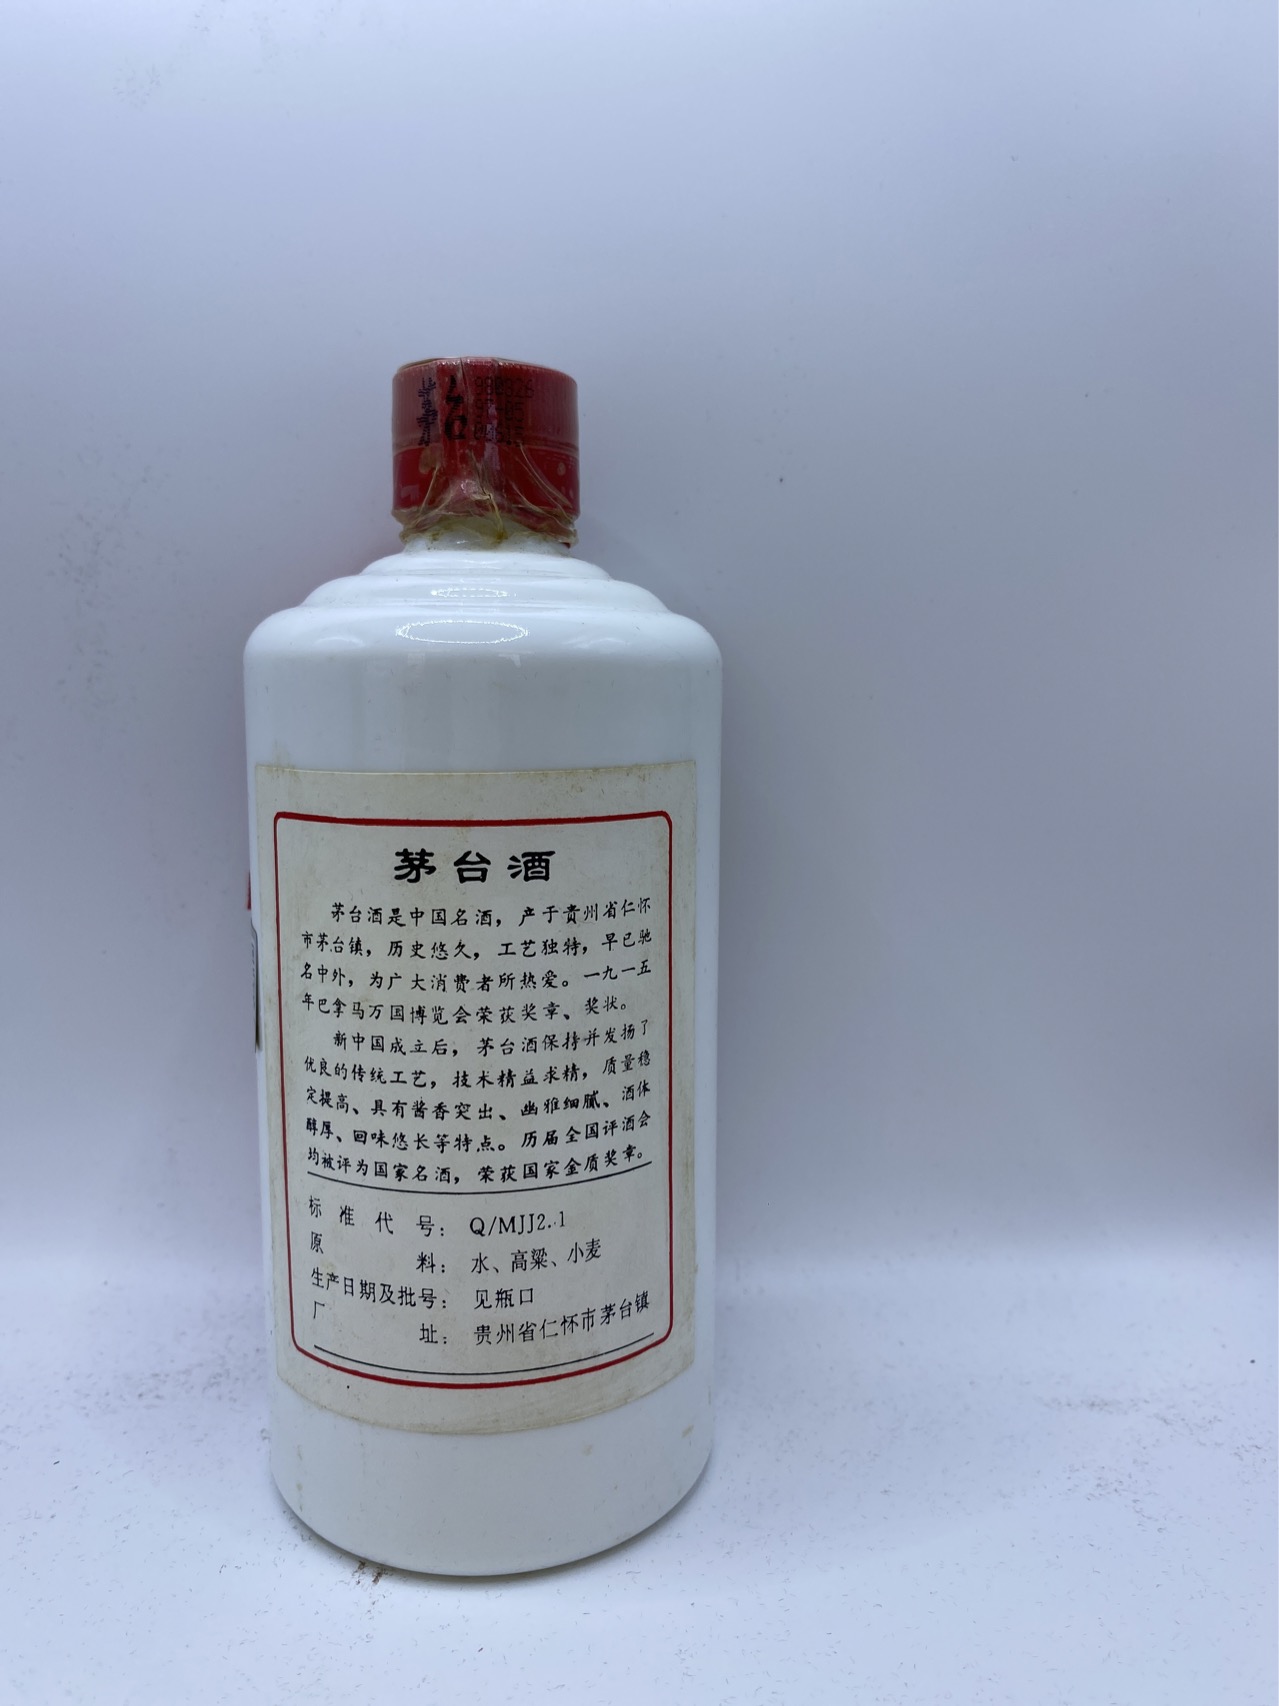 茅台酒
茅台酒是中国名酒，产于贵州省仁怀
市茅台镇，历史悠久，工艺独特，早已驰
名中外，为广大消费者所热爱。一九一五
年巴拿马万国博览会荣获奖章、奖状。
新中国成立后，茅台酒保持并发扬了
优良的传统工艺，技术精益求精，质量稳
定提高、具有酱香突出、幽雅细腻、酒体
醇厚、回味悠长等特点。历届全国评酒会
均被评为国家名酒，荣获国家金质奖章。
标准代号：Q/MJJ2.1
原料：水、高粱、小麦
生产日期及批号：见瓶口
厂址：贵州省仁怀市茅台镇